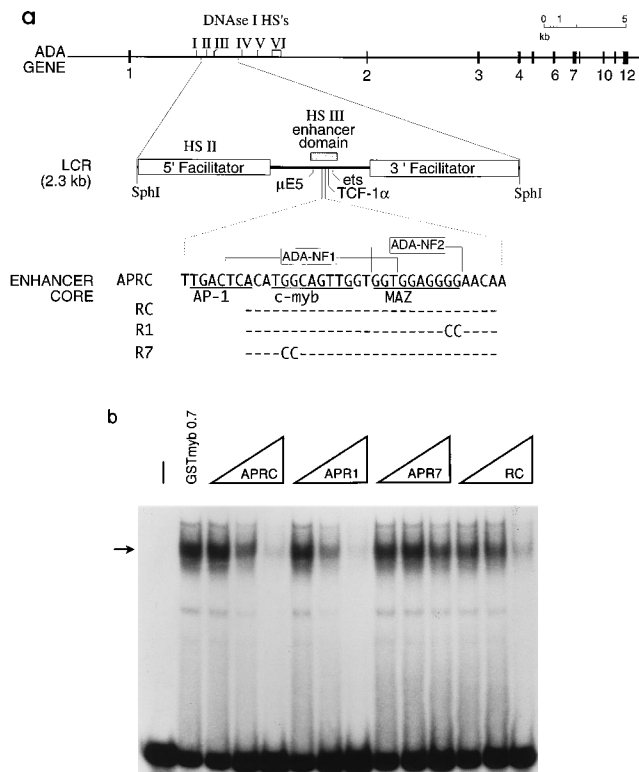 a
DNAse I HS's
0 5
kb
I II III IV V VI
ADA GENE
1 2 3 4 6 7 10 12
HS III
enhancer
domain
HS II
LCR
(2.3 kb)
5' Facilitator
3 ' Facilitator
SphI
µE5
ets
TCF-1α
SphI
ADA-NF1
ADA-NF2
ENHANCER CORE
APRC TTGACTCACATGGCAGTTGGTGGTGGAGGGGAACAA
AP-1 c-myb MAZ
RC --------------------------------
R1 ------------------------CC------
R7 ----CC---------------------------
b
GSTmyb 0.7
APRC
APR1
APR7
RC